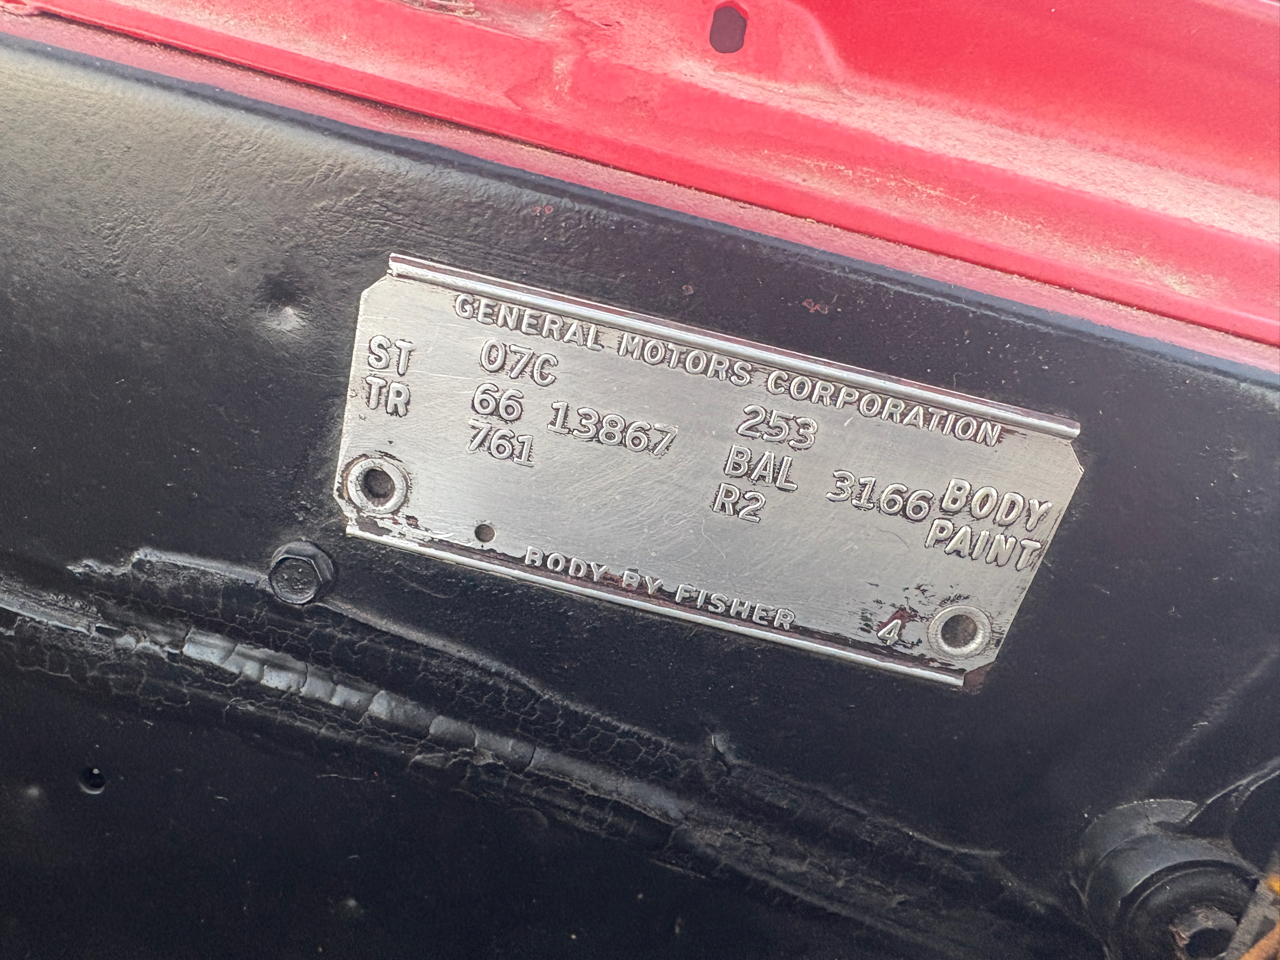 GENERAL MOTORS CORPORATION
07C
ST 66 13867 253
TR 761 BAL 3166 BODY
R2 PAINT
BODY BY FISHER 4